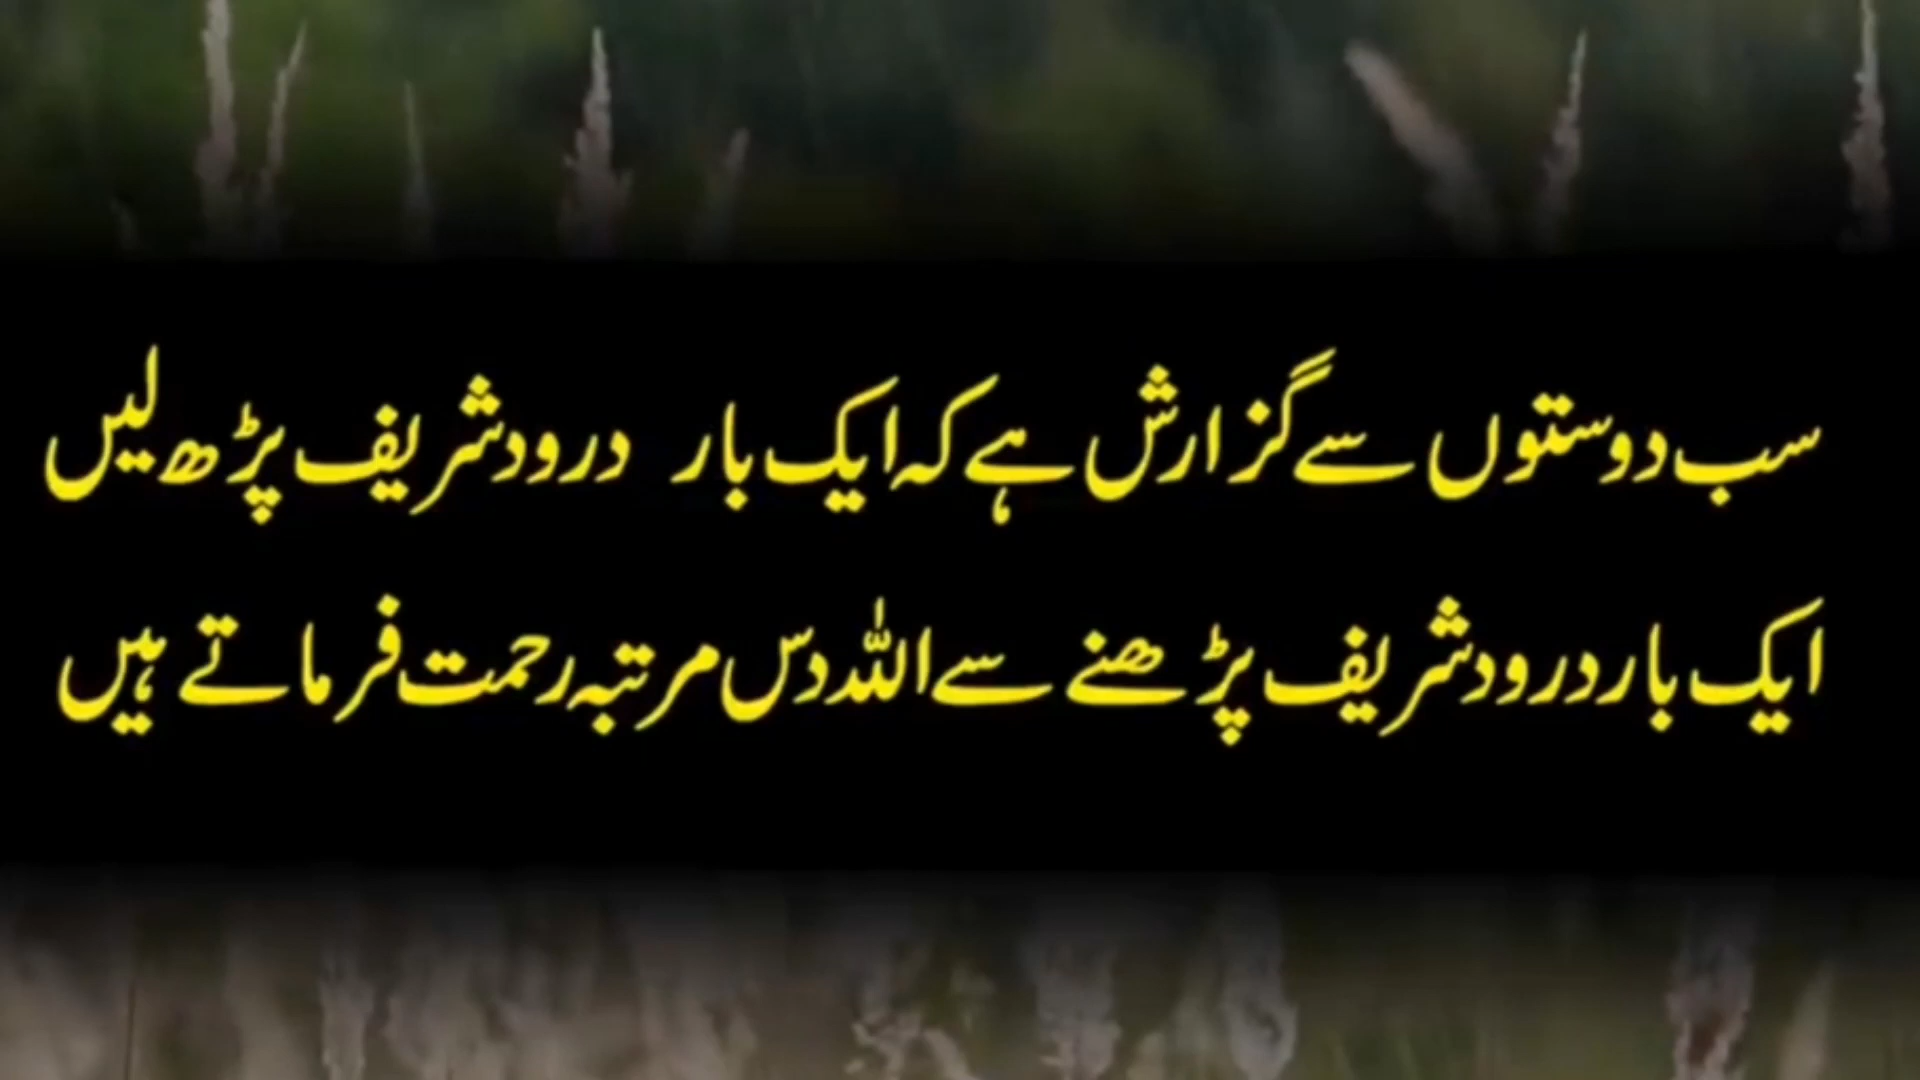 سب دوستوں سے گزارش ہے کہ ایک بار درود شریف پڑھ لیں
ایک بار درود شریف پڑھنے سے اللہ دس مرتبہ رحمت فرماتے ہیں